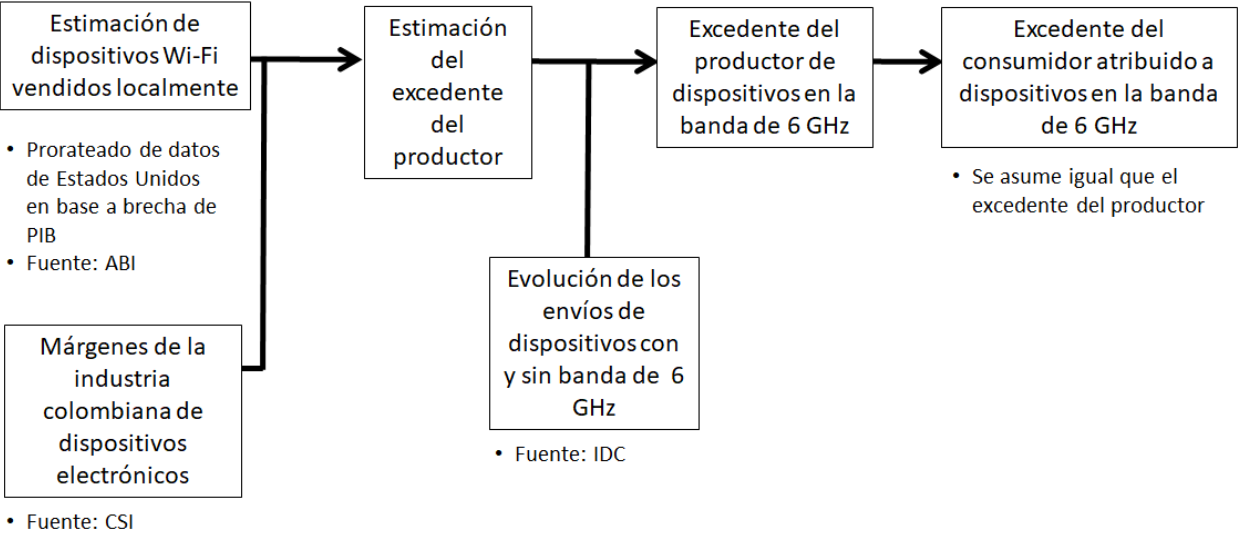 Estimación de
dispositivos Wi-Fi
vendidos localmente
• Prorateado de datos
de Estados Unidos
en base a brecha de
PIB
• Fuente: ABI
Márgenes de la
industria
colombiana de
dispositivos
electrónicos
• Fuente: CSI
Estimación
del
excedente
del
productor
Evolución de los
envíos de
dispositivos con
y sin banda de 6
GHz
• Fuente: IDC
Excedente del
productor de
dispositivos en la
banda de 6 GHz
Excedente del
consumidor atribuido a
dispositivos en la banda
de 6 GHz
• Se asume igual que el
excedente del productor